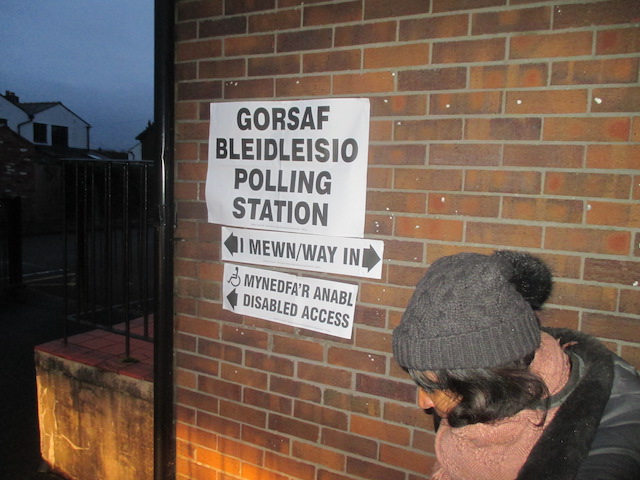 GORSAF
BLEIDLEISIO
POLLING
STATION
I MEWN/WAY IN
MYNEDFA'R ANABL
DISABLED ACCESS